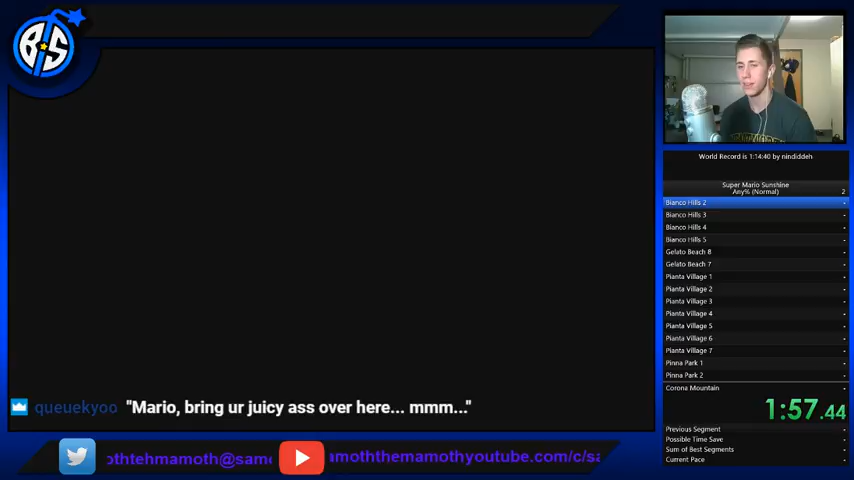 BS
World Record is 1:14:40 by nindiddeh
Super Mario Sunshine
Any% (Normal) 2
Bianco Hills 2 -
Bianco Hills 3 -
Bianco Hills 4 -
Bianco Hills 5 -
Gelato Beach 8 -
Gelato Beach 7 -
Pianta Village 1 -
Pianta Village 2 -
Pianta Village 3 -
Pianta Village 4 -
Pianta Village 5 -
Pianta Village 6 -
Pianta Village 7 -
Pinna Park 1 -
Pinna Park 2 -
Corona Mountain -
1:57.44
Previous Segment -
Possible Time Save -
Sum of Best Segments -
Current Pace -
queuekyoo "Mario, bring ur juicy ass over here... mmm..."
othtehmamoth@samo
amoththemamothyoutube.com/c/sa